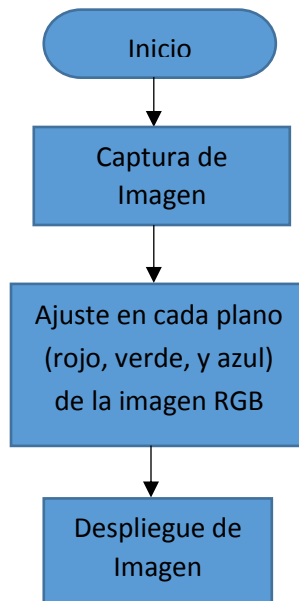 Inicio
Captura de
Imagen
Ajuste en cada plano
(rojo, verde, y azul)
de la imagen RGB
Despliegue de
Imagen